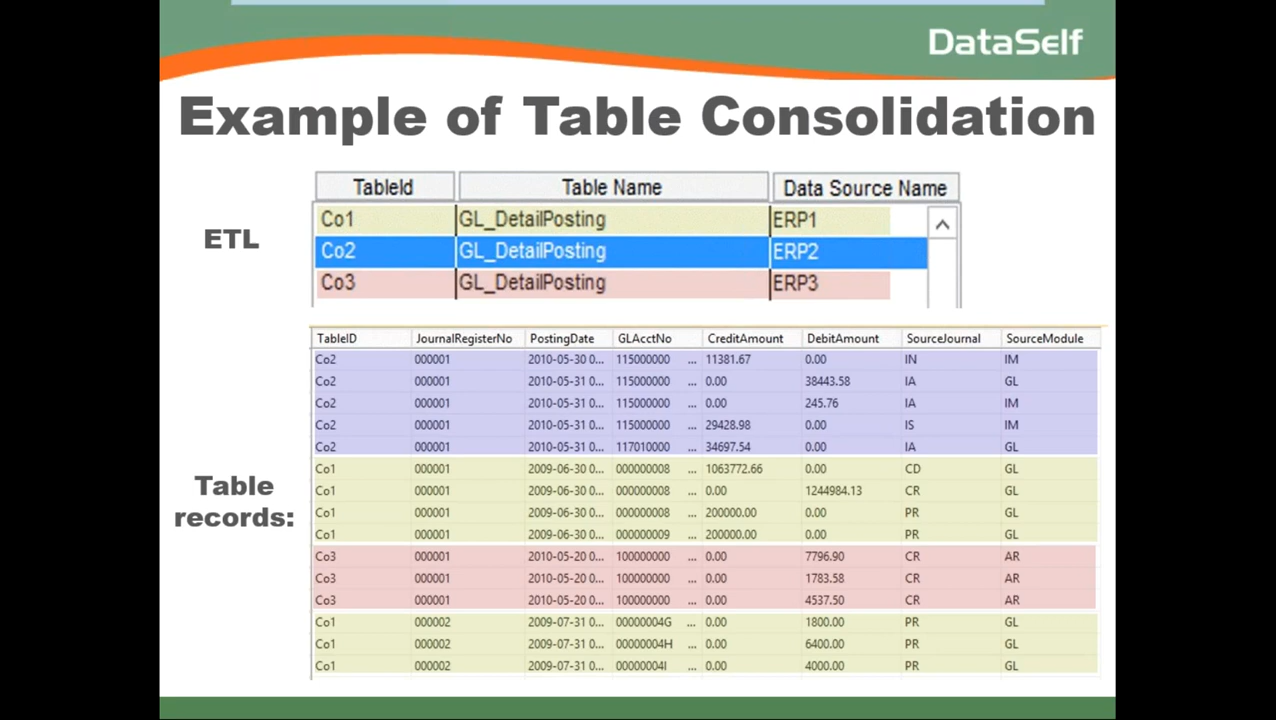 DataSelf
Example of Table Consolidation
TableId Table Name Data Source Name
ETL
Co1 GL_DetailPosting ERP1
Co2 GL_DetailPosting ERP2
Co3 GL_DetailPosting ERP3
Table records:
TableID JournalRegisterNo PostingDate GLAcctNo CreditAmount DebitAmount SourceJournal SourceModule
Co2 000001 2010-05-30 0... 115000000 ... 11381.67 0.00 IN IM
Co2 000001 2010-05-31 0... 115000000 ... 0.00 38443.58 IA GL
Co2 000001 2010-05-31 0... 115000000 ... 0.00 245.76 IA IM
Co2 000001 2010-05-31 0... 115000000 ... 29428.98 0.00 IS IM
Co2 000001 2010-05-31 0... 117010000 ... 34697.54 0.00 IA GL
Co1 000001 2009-06-30 0... 000000008 ... 1063772.66 0.00 CD GL
Co1 000001 2009-06-30 0... 000000008 ... 0.00 1244984.13 CR GL
Co1 000001 2009-06-30 0... 000000008 ... 200000.00 0.00 PR GL
Co1 000001 2009-06-30 0... 000000009 ... 200000.00 0.00 PR GL
Co3 000001 2010-05-20 0... 100000000 ... 0.00 7796.90 CR AR
Co3 000001 2010-05-20 0... 100000000 ... 0.00 1783.58 CR AR
Co3 000001 2010-05-20 0... 100000000 ... 0.00 4537.50 CR AR
Co1 000002 2009-07-31 0... 00000004G ... 0.00 1800.00 PR GL
Co1 000002 2009-07-31 0... 00000004H ... 0.00 6400.00 PR GL
Co1 000002 2009-07-31 0... 00000004I ... 0.00 4000.00 PR GL